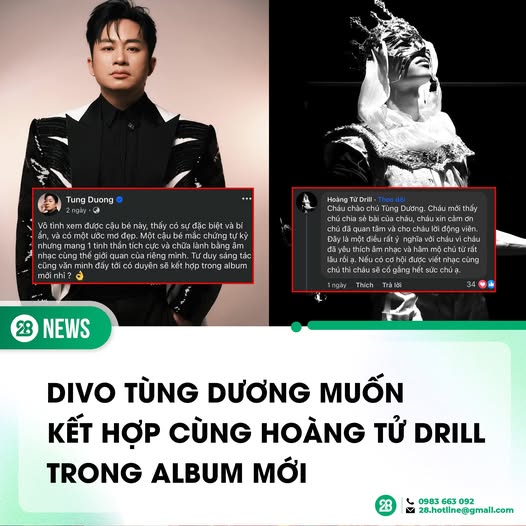 Tung Duong
2 ngày
Vô tình xem được cậu bé này, thấy có sự đặc biệt và bí
ẩn, và có một ước mơ đẹp. Một cậu bé mắc chứng tự kỷ
nhưng mang 1 tinh thần tích cực và chữa lành bằng âm
nhạc cùng thế giới quan của riêng mình. Tư duy sáng tác
cũng văn minh đấy tới có duyên sẽ kết hợp trong album
mới nhỉ ? 👌
Hoàng Tử Drill · Theo dõi
Cháu chào chú Tùng Dương. Cháu mới thấy
chú chia sẻ bài của cháu, cháu xin cảm ơn
chú đã quan tâm và cho cháu lời động viên.
Đây là một điều rất ý nghĩa với cháu vì cháu
đã yêu thích âm nhạc và hâm mộ chú từ rất
lâu rồi ạ. Nếu có cơ hội được viết nhạc cùng
chú thì cháu sẽ cố gắng hết sức chú ạ.
1 ngày Thích Trả lời 34
28 NEWS
DIVO TÙNG DƯƠNG MUỐN
KẾT HỢP CÙNG HOÀNG TỬ DRILL
TRONG ALBUM MỚI
28
0983 663 092
28.hotline@gmail.com